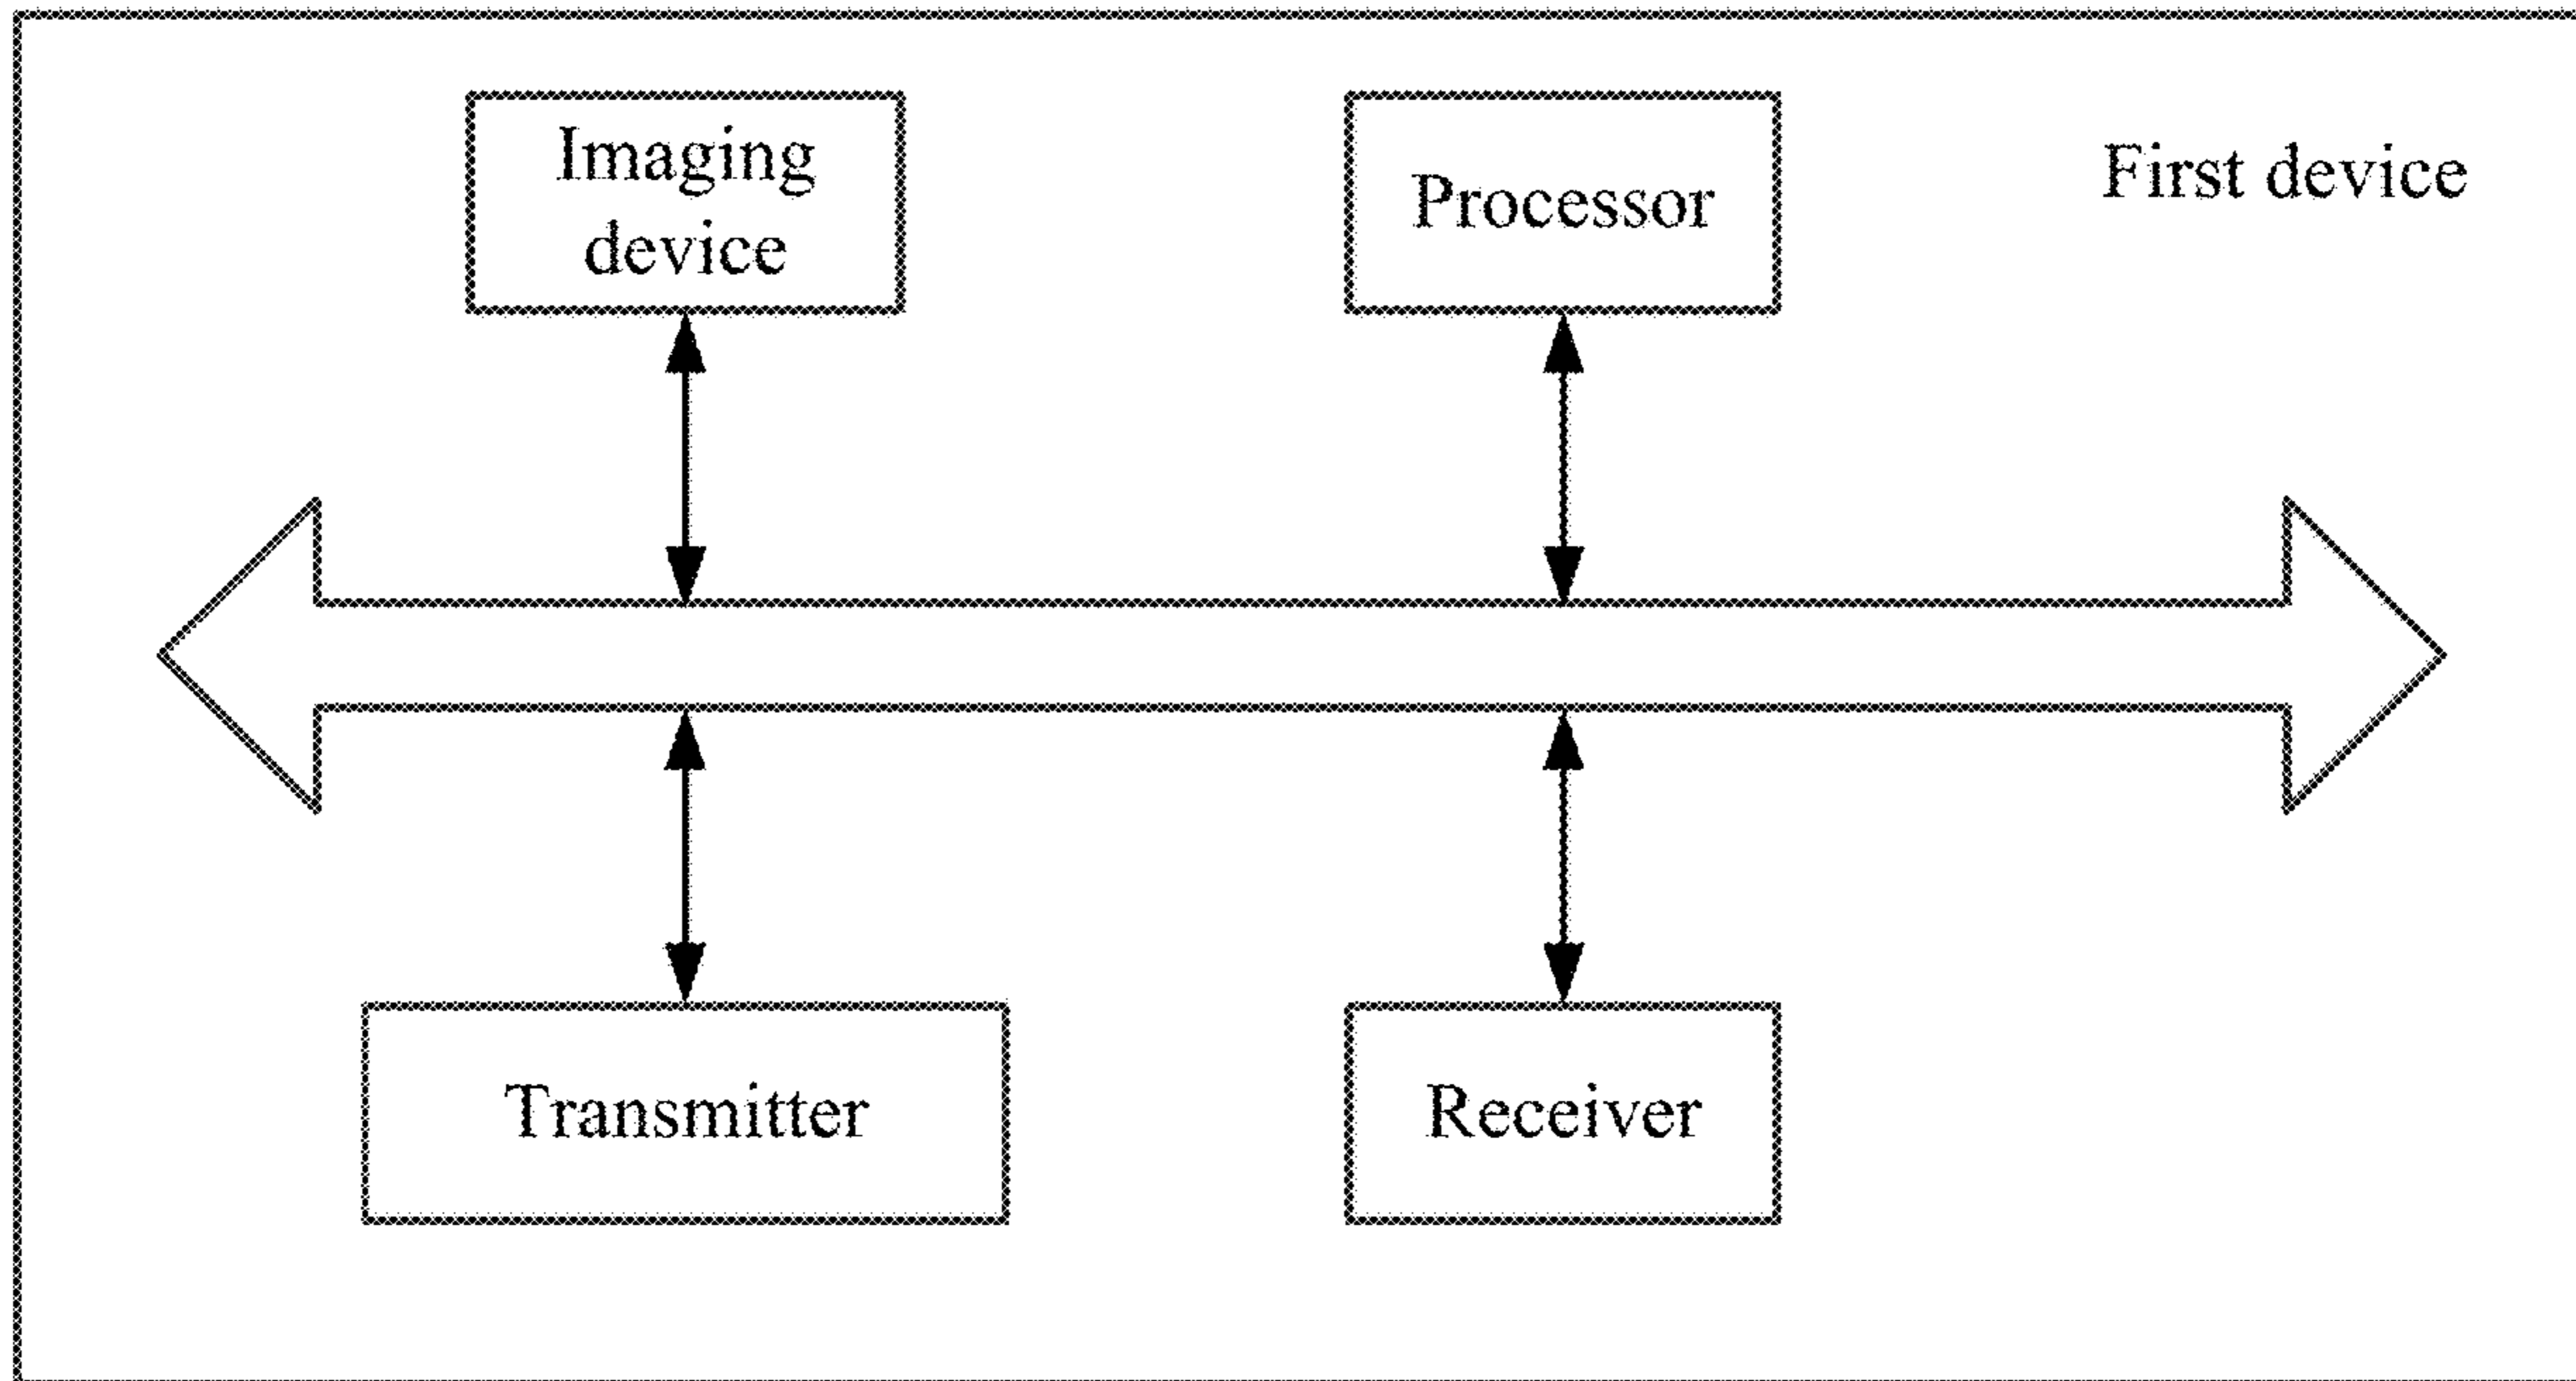 Imaging
device
Processor
First device
Transmitter
Receiver